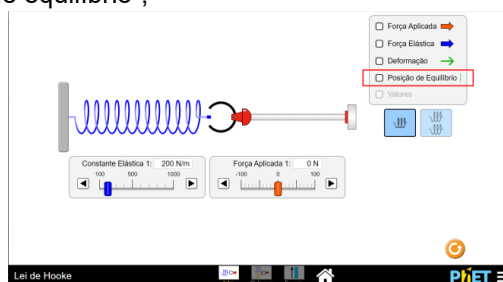 Força Aplicada
Força Elástica
Deformação
Posição de Equilíbrio
Valores
Constante Elástica 1: 200 N/m
100 500 1000
Força Aplicada 1: 0 N
-100 0 100
Lei de Hooke
PhET